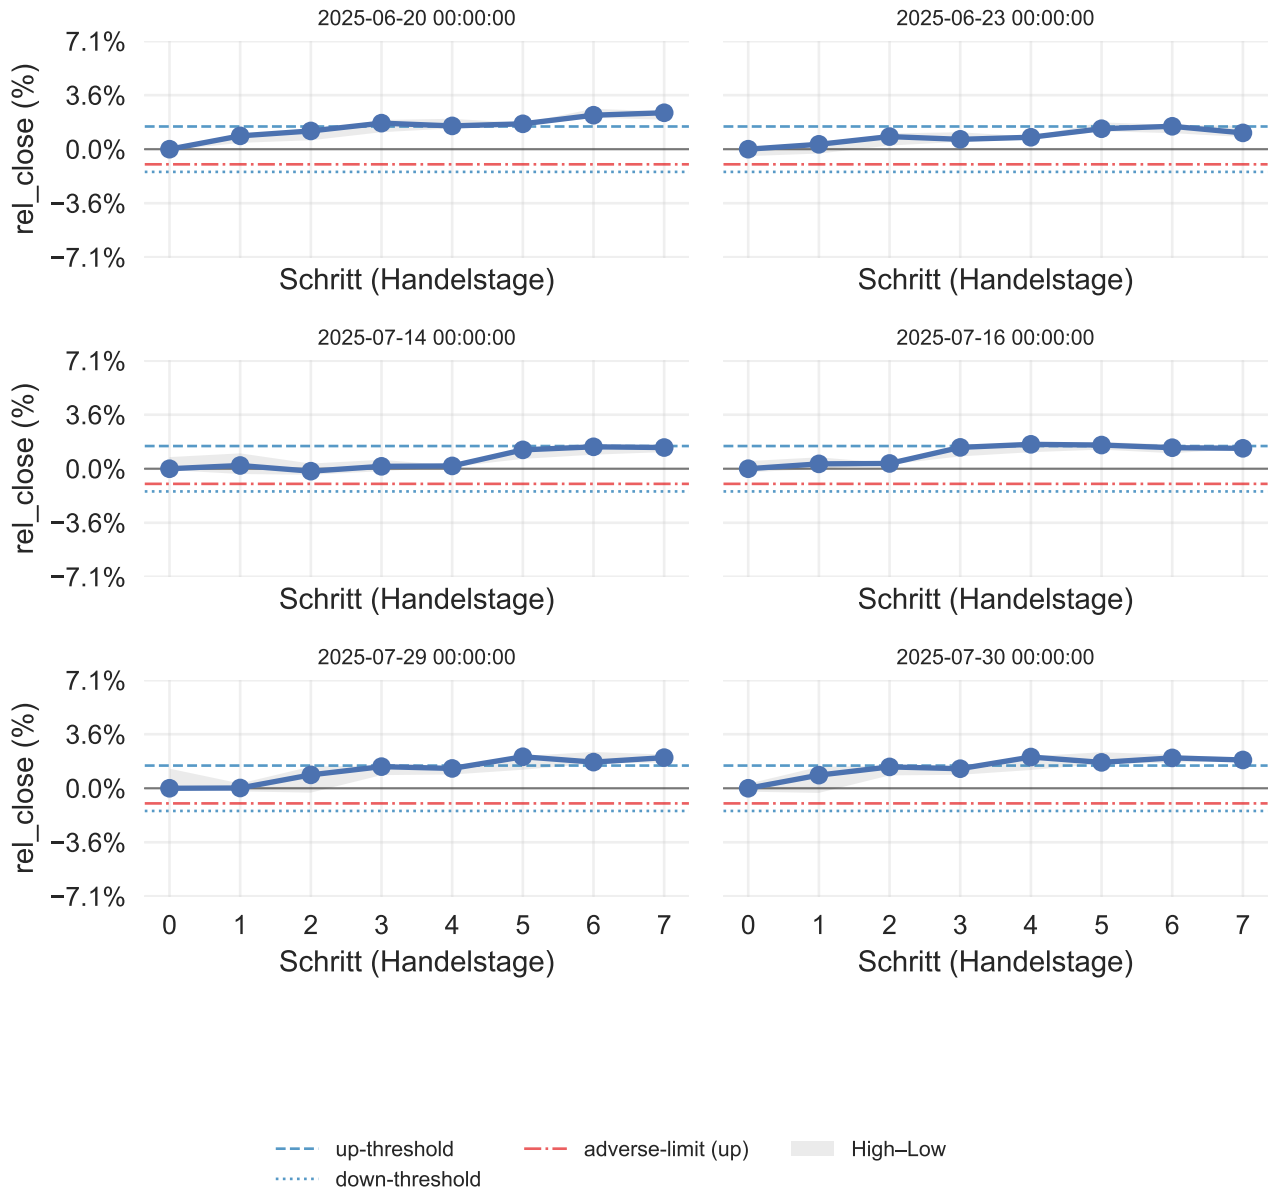 2025-06-20 00:00:00
2025-06-23 00:00:00
7.1%
3.6%
0.0%
−3.6%
−7.1%
rel_close (%)
Schritt (Handelstage)
Schritt (Handelstage)
2025-07-14 00:00:00
2025-07-16 00:00:00
7.1%
3.6%
0.0%
−3.6%
−7.1%
rel_close (%)
Schritt (Handelstage)
Schritt (Handelstage)
2025-07-29 00:00:00
2025-07-30 00:00:00
7.1%
3.6%
0.0%
−3.6%
−7.1%
rel_close (%)
0 1 2 3 4 5 6 7
0 1 2 3 4 5 6 7
Schritt (Handelstage)
Schritt (Handelstage)
up-threshold
down-threshold
adverse-limit (up)
High–Low